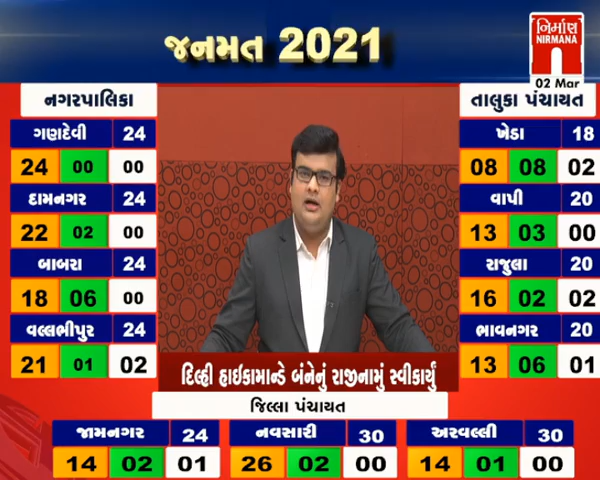 જનમત 2021
નિર્માણ
NIRMANA
02 Mar
નગરપાલિકા
ગણદેવી 24
24 00 00
દામનગર 24
22 02 00
બાબરા 24
18 06 00
વલ્લભીપુર 24
21 01 02
તાલુકા પંચાયત
ખેડા 18
08 08 02
વાપી 20
13 03 00
રાજુલા 20
16 02 02
ભાવનગર 20
13 06 01
દિલ્હી હાઇકામાન્ડે બંનેનું રાજીનામું સ્વીકાર્યું
જિલ્લા પંચાયત
જામનગર 24
14 02 01
નવસારી 30
26 02 00
અરવલ્લી 30
14 01 00